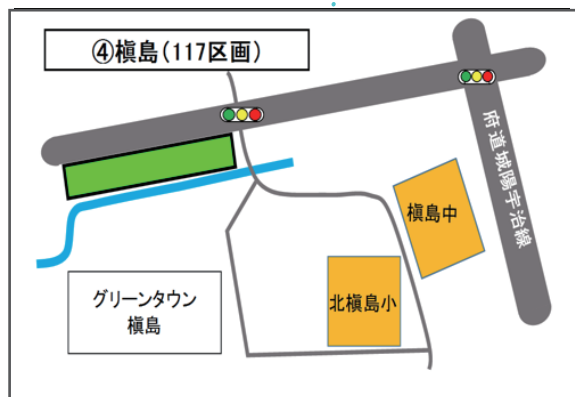 ④槇島(117区画)
府道城陽宇治線
槇島中
北槇島小
グリーンタウン
槇島